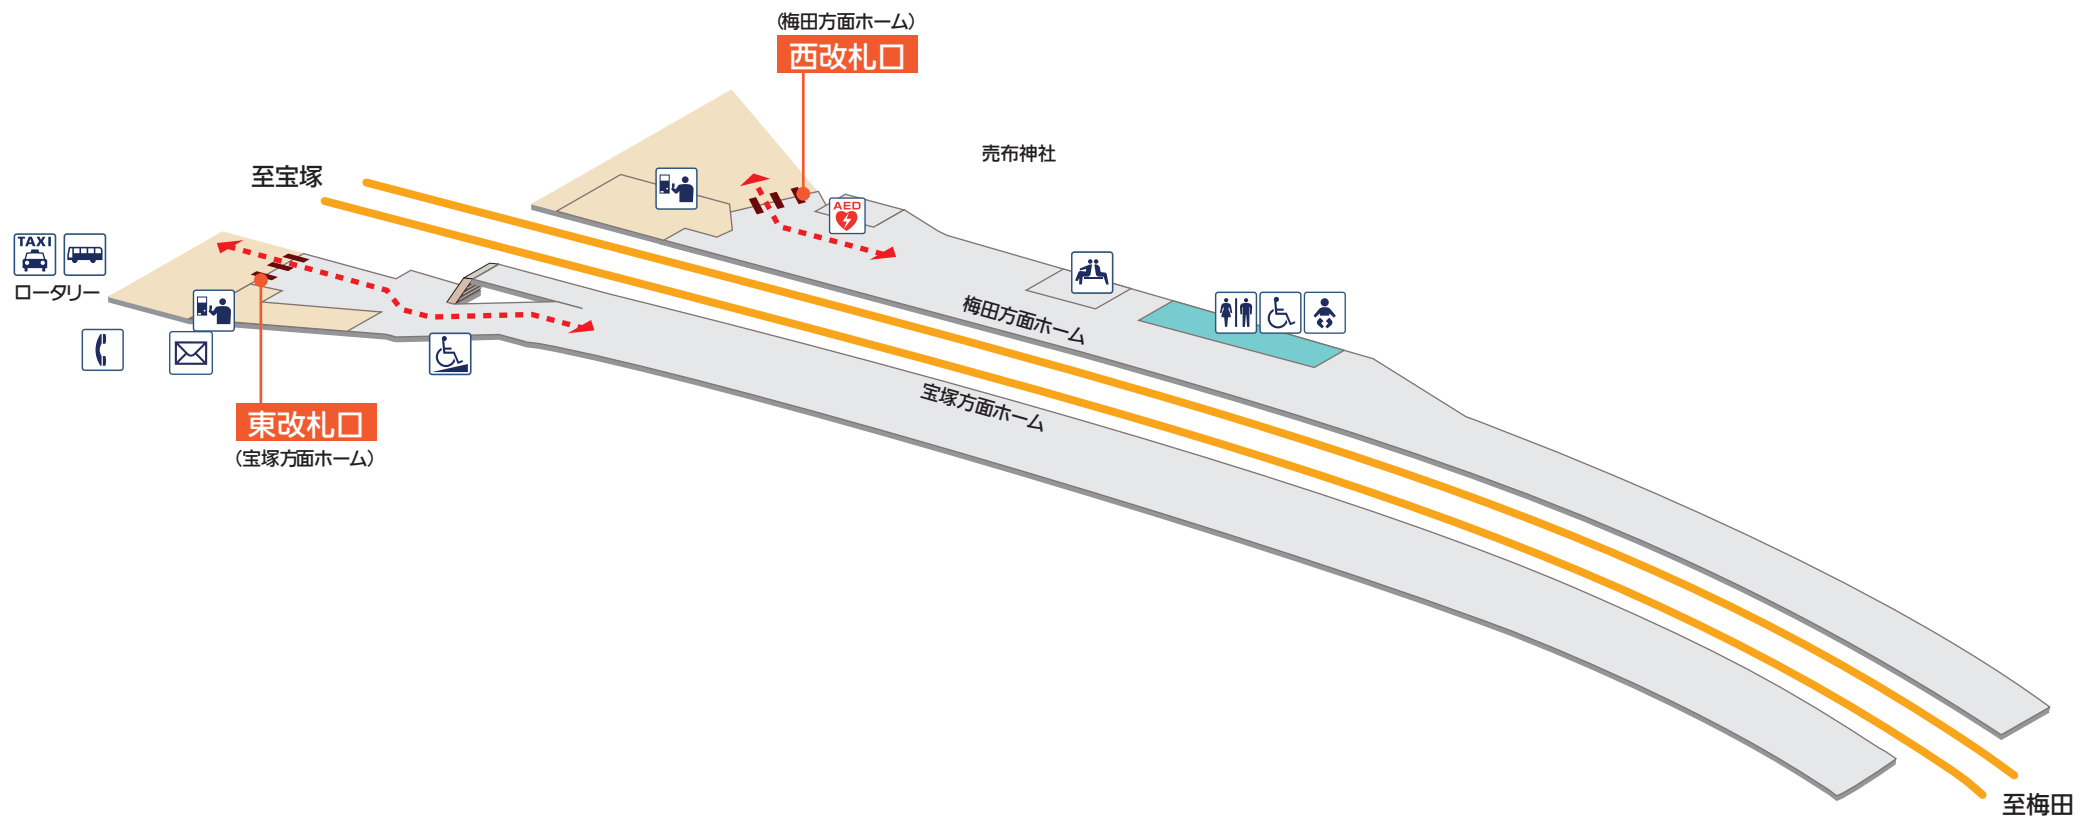 (梅田方面ホーム)
西改札口
売布神社
至宝塚
AED
TAXI
ロータリー
梅田方面ホーム
宝塚方面ホーム
東改札口
(宝塚方面ホーム)
至梅田